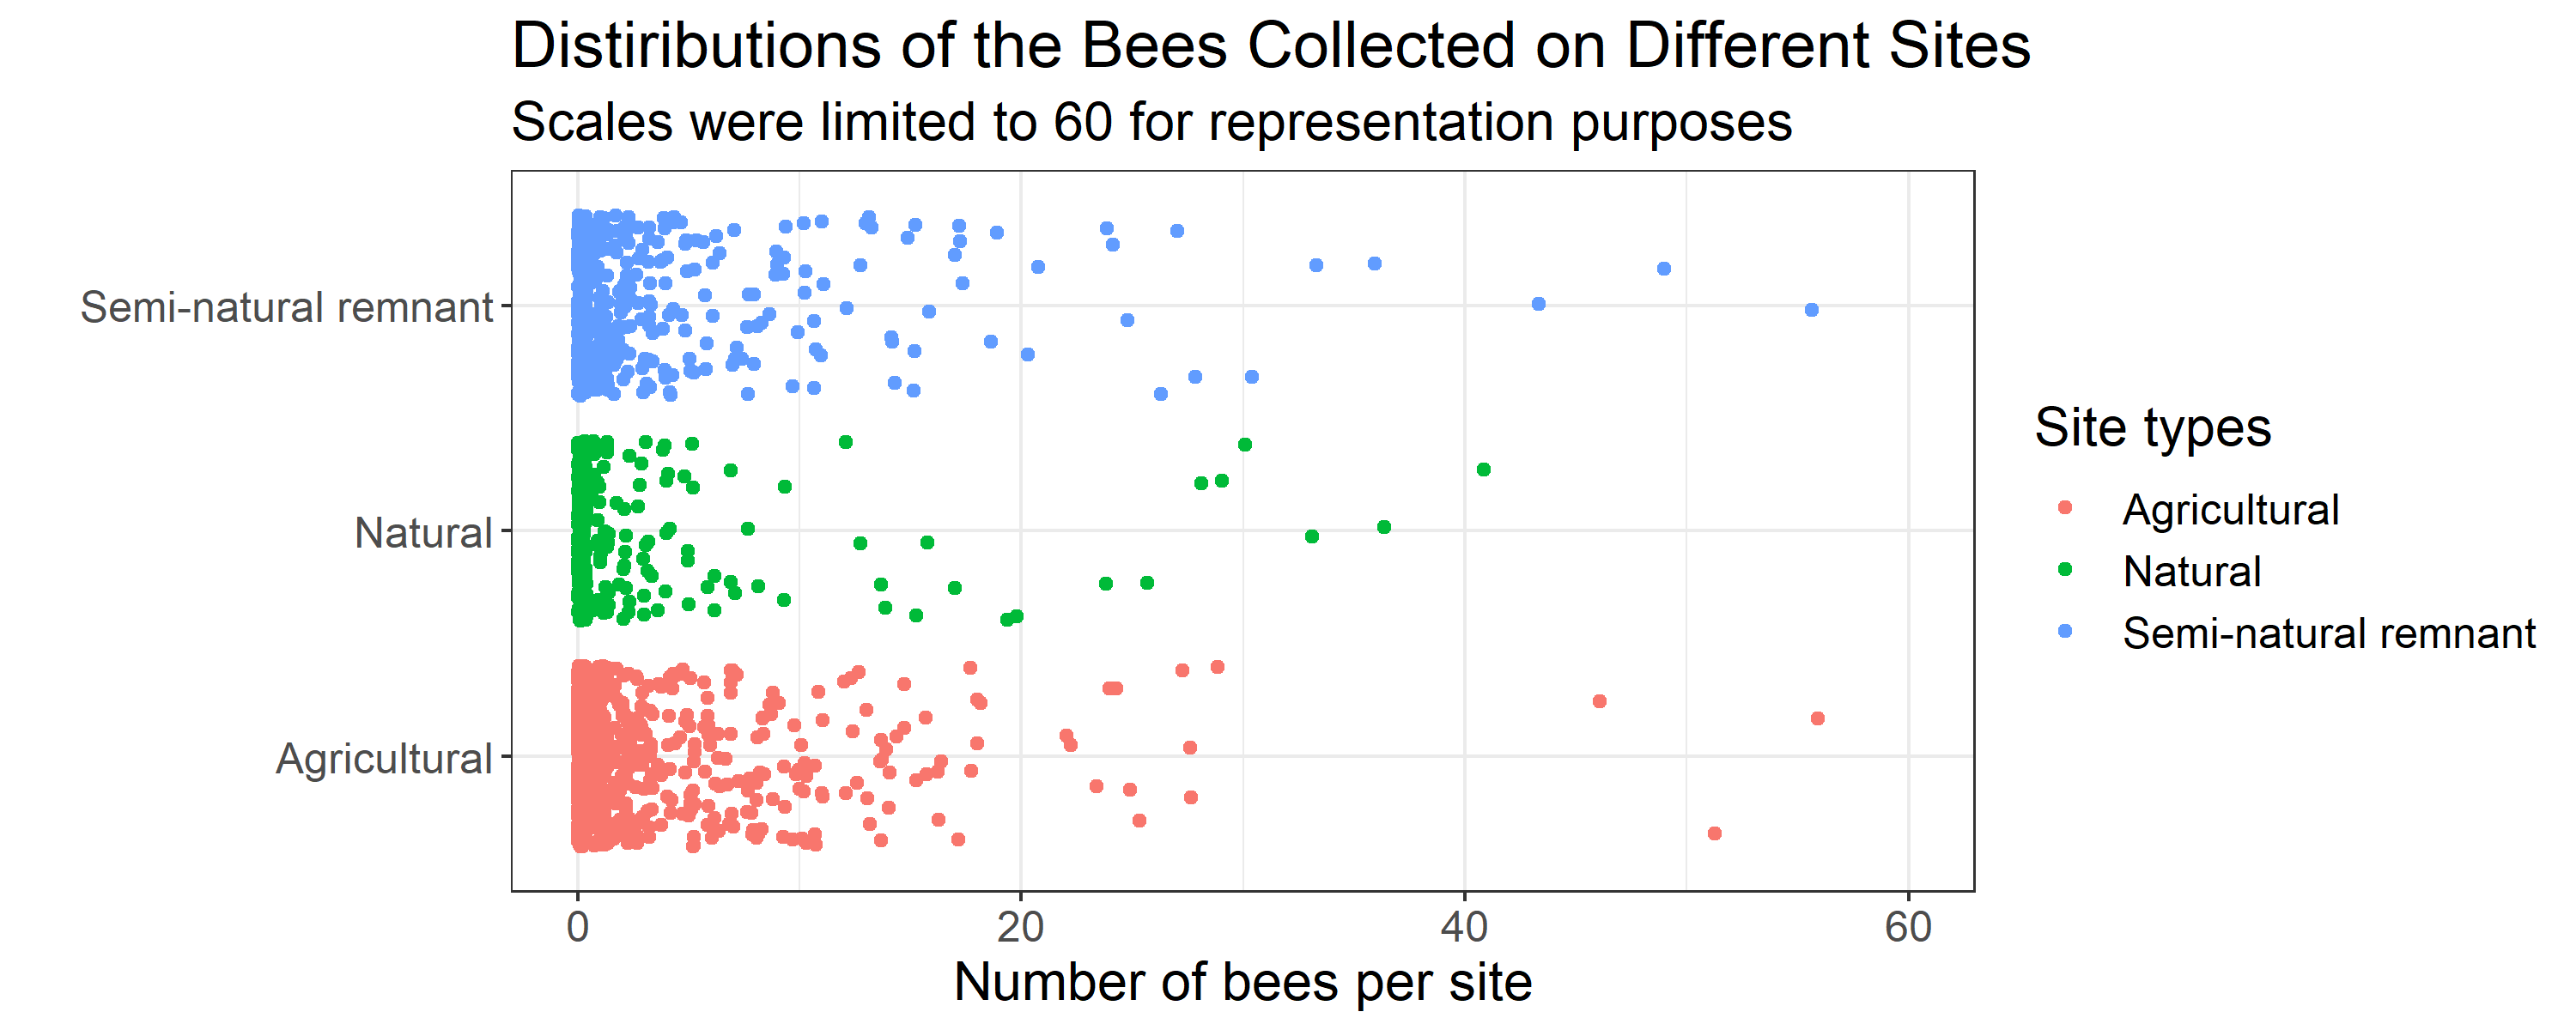 Distiributions of the Bees Collected on Different Sites
Scales were limited to 60 for representation purposes
Semi-natural remnant
Natural
Agricultural
0 20 40 60
Number of bees per site
Site types
Agricultural
Natural
Semi-natural remnant